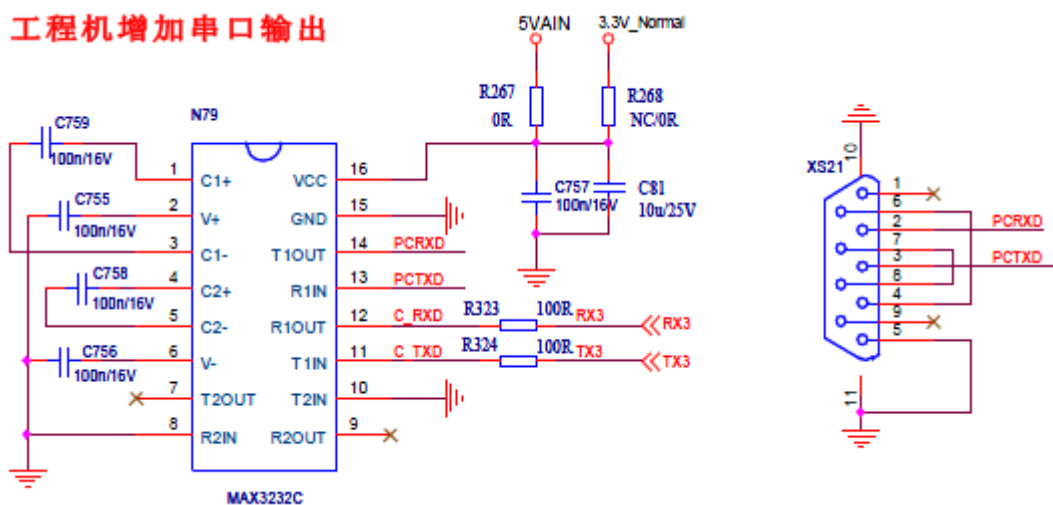 工程机增加串口输出
5VAIN
3.3V_Normal
R267
0R
R268
NC/0R
C757
100n/16V
C81
10u/25V
N79
C759
100n/16V
C755
100n/16V
C758
100n/16V
C756
100n/16V
1 C1+ VCC 16
2 V+ GND 15
3 C1- T1OUT 14 PCRXD
4 C2+ R1IN 13 PCTXD
5 C2- R1OUT 12 C_RXD R323 100R RX3 RX3
6 V- T1IN 11 C_TXD R324 100R TX3 TX3
7 T2OUT T2IN 10
8 R2IN R2OUT 9
MAX3232C
XS21
10
1
6
2 PCRXD
7
3 PCTXD
8
4
9
5
11